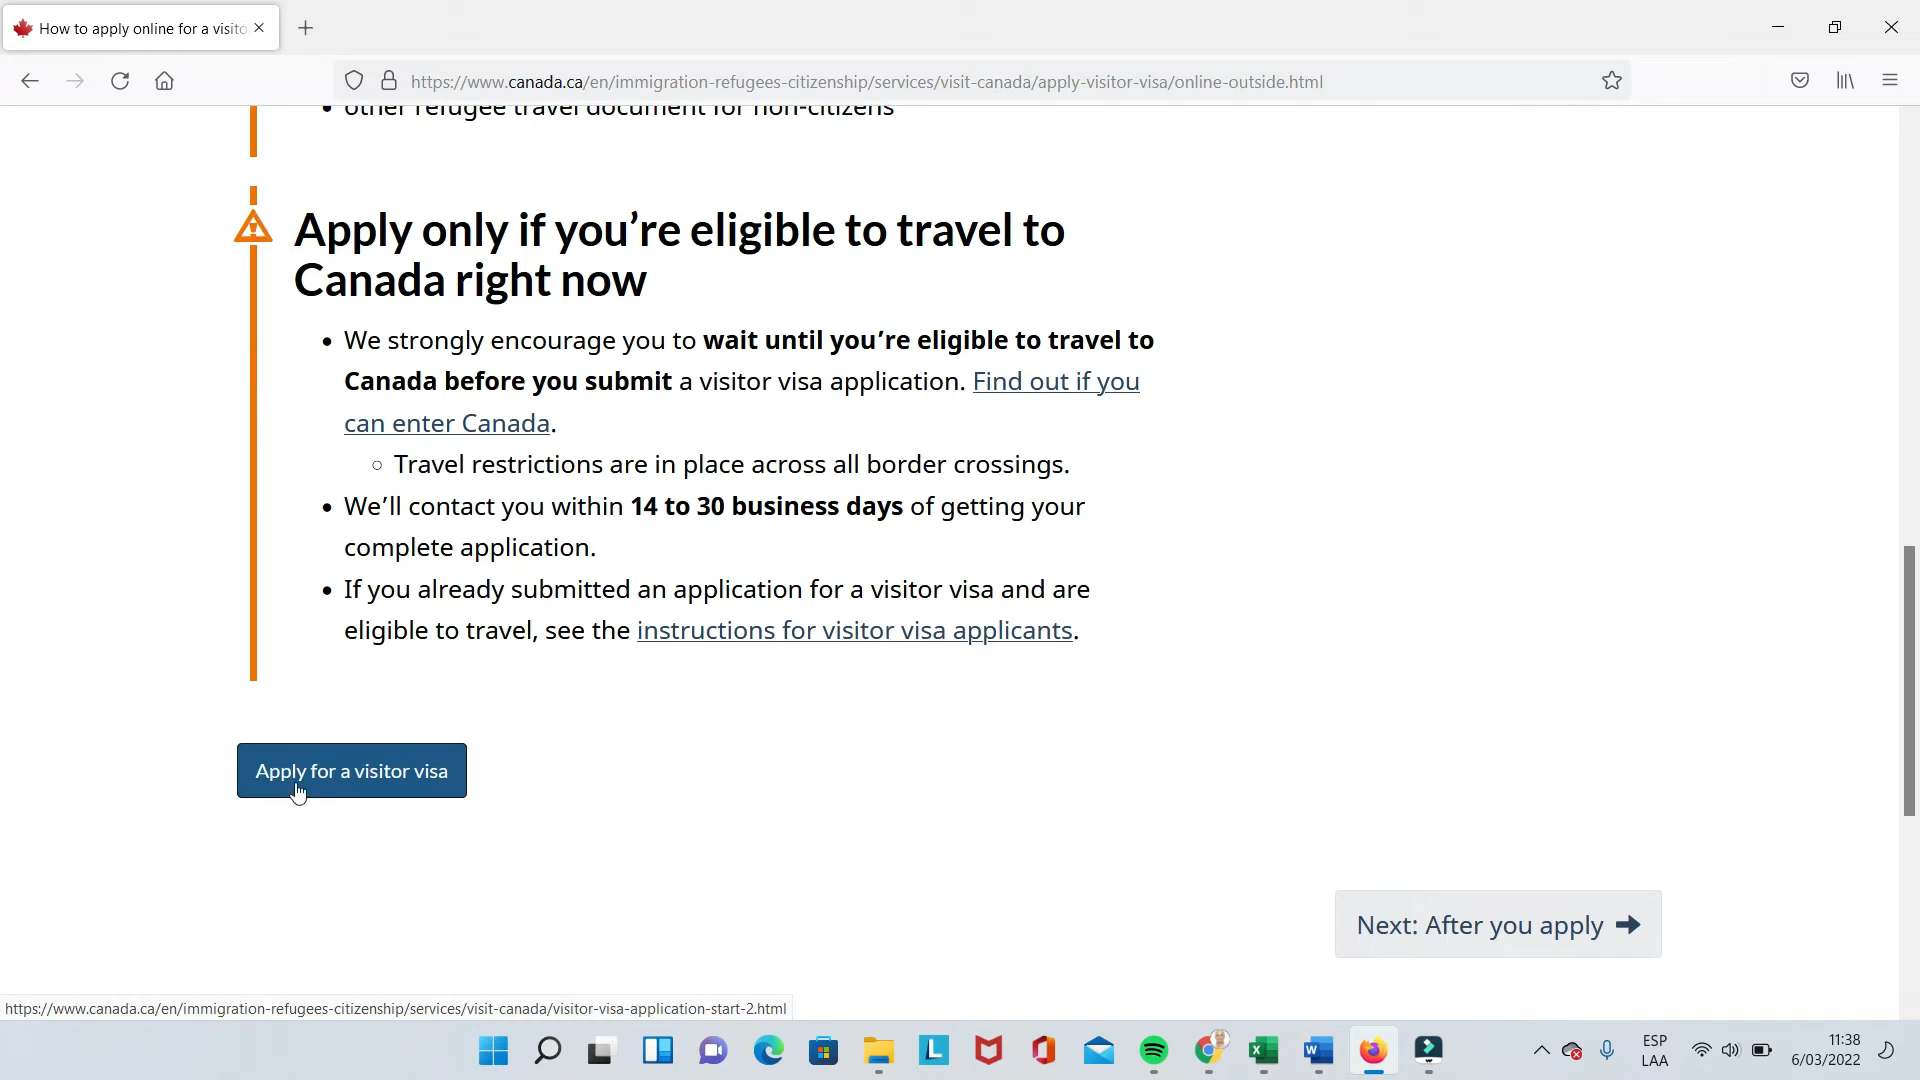 How to apply online for a visito
https://www.canada.ca/en/immigration-refugees-citizenship/services/visit-canada/apply-visitor-visa/online-outside.html
other refugee travel document for non-citizens
Apply only if you’re eligible to travel to
Canada right now
We strongly encourage you to wait until you’re eligible to travel to
Canada before you submit a visitor visa application. Find out if you
can enter Canada.
Travel restrictions are in place across all border crossings.
We’ll contact you within 14 to 30 business days of getting your
complete application.
If you already submitted an application for a visitor visa and are
eligible to travel, see the instructions for visitor visa applicants.
Apply for a visitor visa
Next: After you apply
https://www.canada.ca/en/immigration-refugees-citizenship/services/visit-canada/visitor-visa-application-start-2.html
L
X
W
ESP
LAA
11:38
6/03/2022